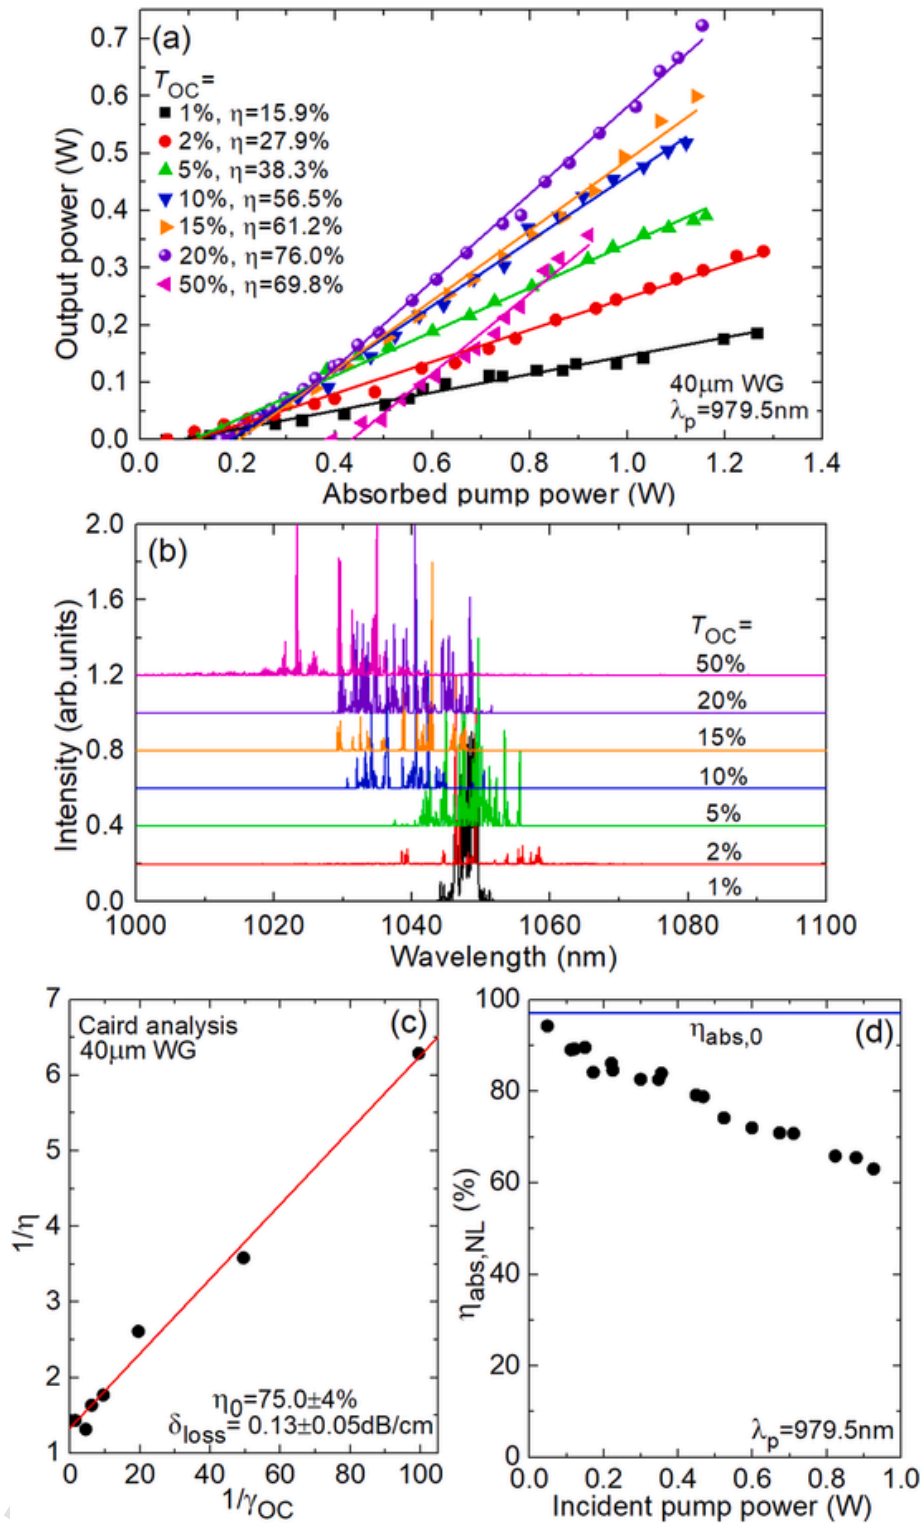 (a)
T_OC=
1%, η=15.9%
2%, η=27.9%
5%, η=38.3%
10%, η=56.5%
15%, η=61.2%
20%, η=76.0%
50%, η=69.8%
40μm WG
λ_p=979.5nm
Output power (W)
0.7
0.6
0.5
0.4
0.3
0.2
0.1
0.0
0.0 0.2 0.4 0.6 0.8 1.0 1.2 1.4
Absorbed pump power (W)
(b)
Intensity (arb.units)
2.0
1.6
1.2
0.8
0.4
0.0
T_OC=
50%
20%
15%
10%
5%
2%
1%
1000 1020 1040 1060 1080 1100
Wavelength (nm)
(c)
Caird analysis
40μm WG
1/η
7
6
5
4
3
2
1
η₀=75.0±4%
δ_loss= 0.13±0.05dB/cm
0 20 40 60 80 100
1/γ_OC
(d)
η_abs,0
η_abs,NL (%)
100
80
60
40
20
0
λ_p=979.5nm
0.0 0.2 0.4 0.6 0.8 1.0
Incident pump power (W)